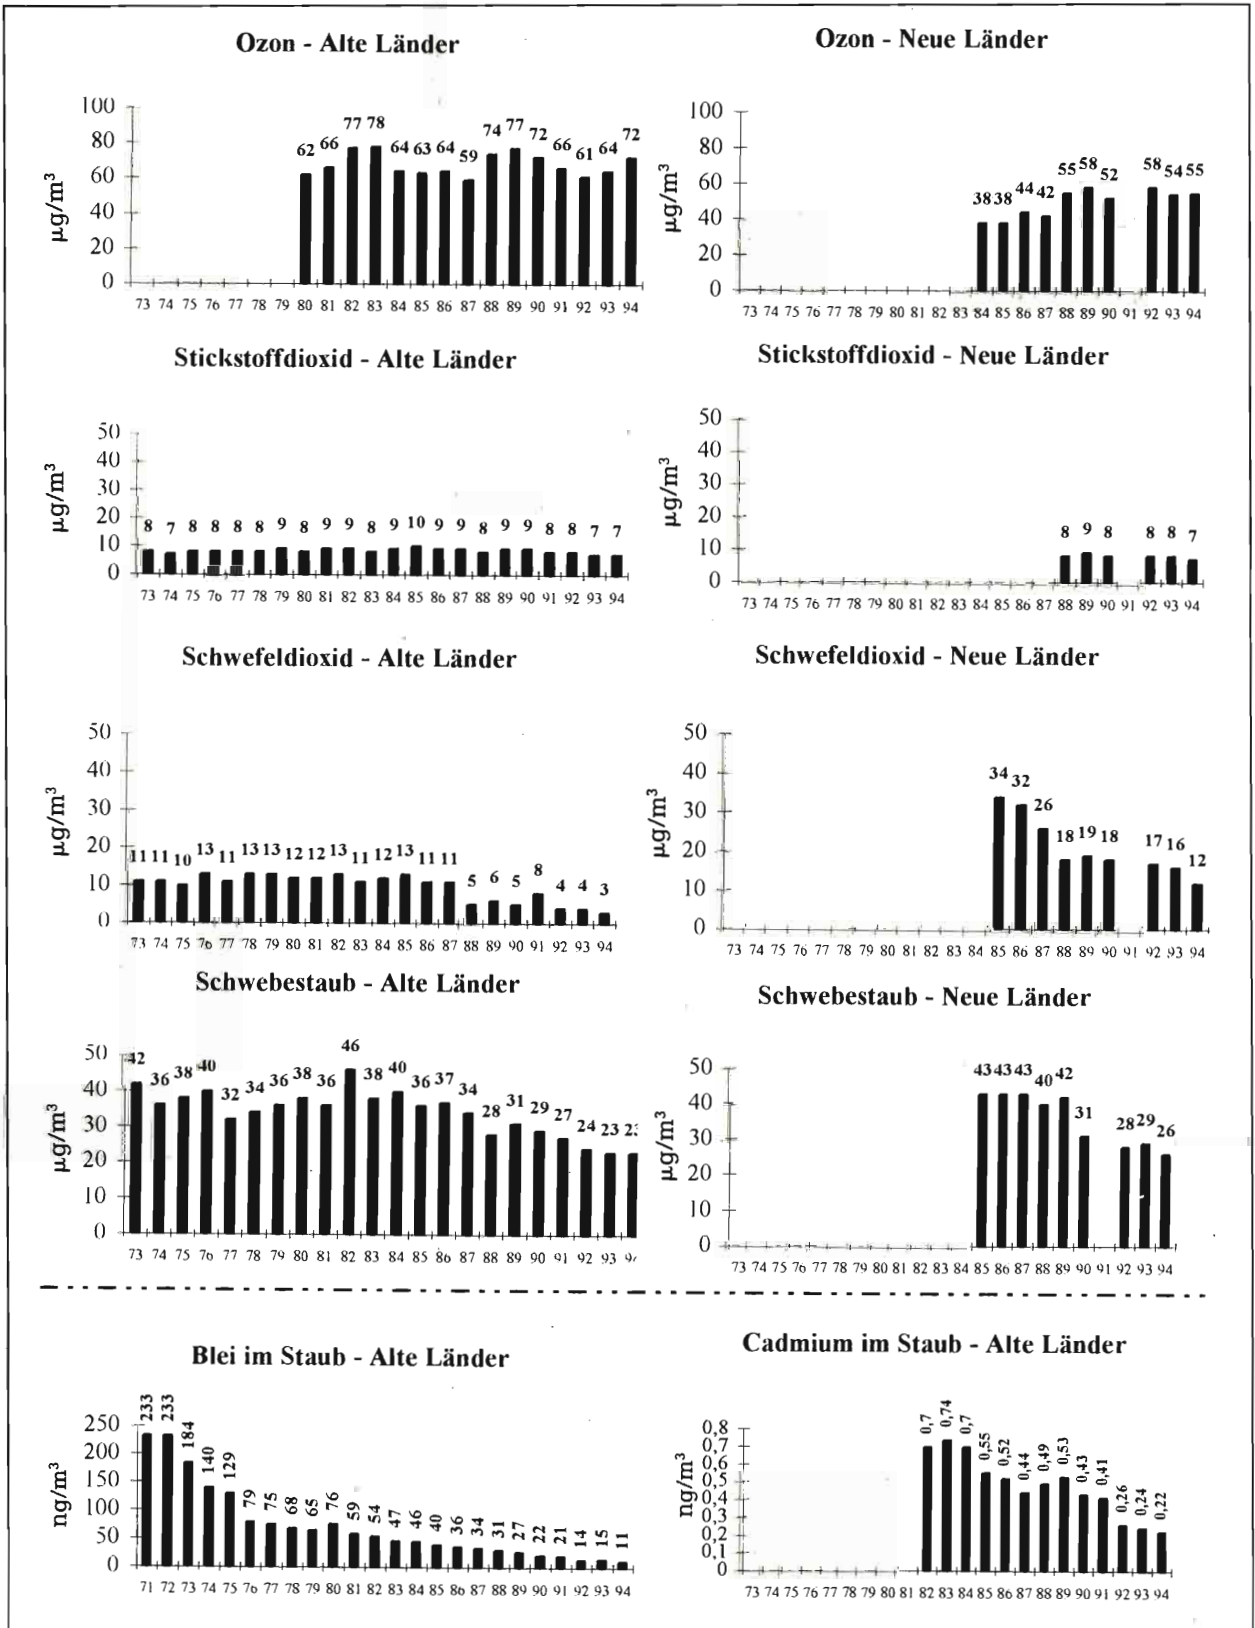 Ozon - Alte Länder
100
80
60
40
20
0
µg/m³
62 66 77 78 64 63 64 59 74 77 72 66 61 64 72
73 74 75 76 77 78 79 80 81 82 83 84 85 86 87 88 89 90 91 92 93 94
Ozon - Neue Länder
100
80
60
40
20
0
µg/m³
38 38 44 42 55 58 52 58 54 55
73 74 75 76 77 78 79 80 81 82 83 84 85 86 87 88 89 90 91 92 93 94
Stickstoffdioxid - Alte Länder
50
40
30
20
10
0
µg/m³
8 7 8 8 8 8 9 8 9 9 8 9 10 9 9 8 9 9 8 8 7 7
73 74 75 76 77 78 79 80 81 82 83 84 85 86 87 88 89 90 91 92 93 94
Stickstoffdioxid - Neue Länder
50
40
30
20
10
0
µg/m³
8 9 8 8 8 7
73 74 75 76 77 78 79 80 81 82 83 84 85 86 87 88 89 90 91 92 93 94
Schwefeldioxid - Alte Länder
50
40
30
20
10
0
µg/m³
11 11 10 13 11 13 13 12 12 13 11 12 13 11 11 5 6 5 8 4 4 3
73 74 75 76 77 78 79 80 81 82 83 84 85 86 87 88 89 90 91 92 93 94
Schwefeldioxid - Neue Länder
50
40
30
20
10
0
µg/m³
34 32 26 18 19 18 17 16 12
73 74 75 76 77 78 79 80 81 82 83 84 85 86 87 88 89 90 91 92 93 94
Schwebestaub - Alte Länder
50
40
30
20
10
0
µg/m³
42 36 38 40 32 34 36 38 36 46 38 40 36 37 34 28 31 29 27 24 23
73 74 75 76 77 78 79 80 81 82 83 84 85 86 87 88 89 90 91 92 93
Schwebestaub - Neue Länder
50
40
30
20
10
0
µg/m³
43 43 43 40 42 31 28 29 26
73 74 75 76 77 78 79 80 81 82 83 84 85 86 87 88 89 90 91 92 93 94
Blei im Staub - Alte Länder
250
200
150
100
50
0
ng/m³
233 233 184 140 129 79 75 68 65 76 59 54 47 46 40 36 34 31 27 22 21 14 15 11
71 72 73 74 75 76 77 78 79 80 81 82 83 84 85 86 87 88 89 90 91 92 93 94
Cadmium im Staub - Alte Länder
0,8
0,7
0,6
0,5
0,4
0,3
0,2
0,1
0
ng/m³
0,7 0,74 0,7 0,55 0,52 0,44 0,49 0,53 0,43 0,41 0,26 0,24 0,22
73 74 75 76 77 78 79 80 81 82 83 84 85 86 87 88 89 90 91 92 93 94